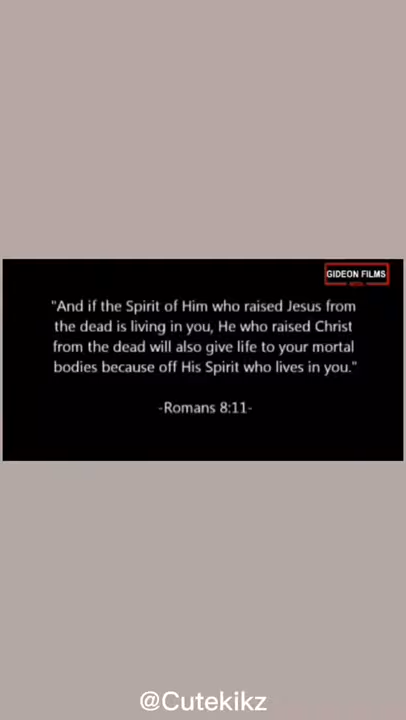 GIDEON FILMS
"And if the Spirit of Him who raised Jesus from
the dead is living in you, He who raised Christ
from the dead will also give life to your mortal
bodies because off His Spirit who lives in you."
-Romans 8:11-
@Cutekikz